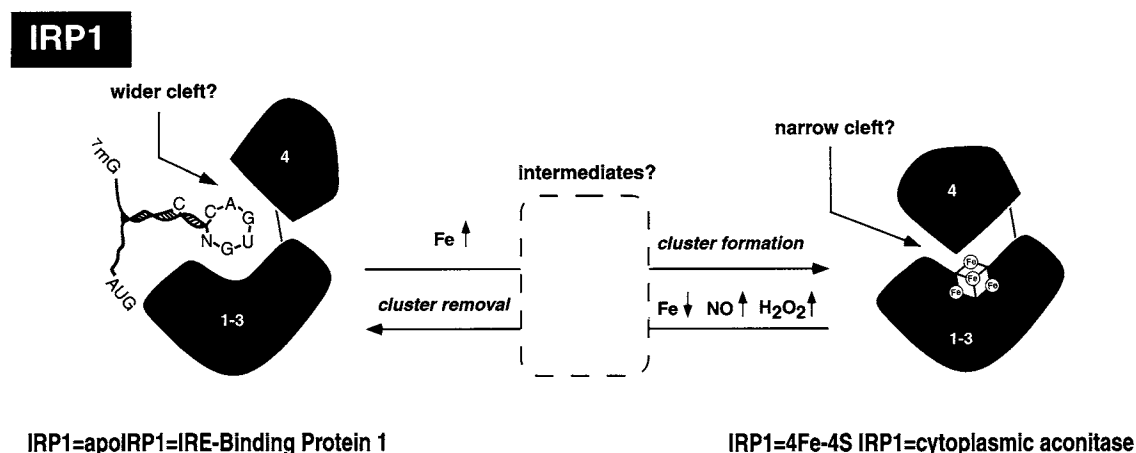 IRP1
wider cleft?
4
7mG
C
C
A
G
U
G
N
AUG
1-3
Fe ↑
cluster removal
intermediates?
cluster formation
Fe ↓ NO ↑ H2O2 ↑
narrow cleft?
4
Fe
Fe
Fe
Fe
1-3
IRP1=apoIRP1=IRE-Binding Protein 1
IRP1=4Fe-4S IRP1=cytoplasmic aconitase